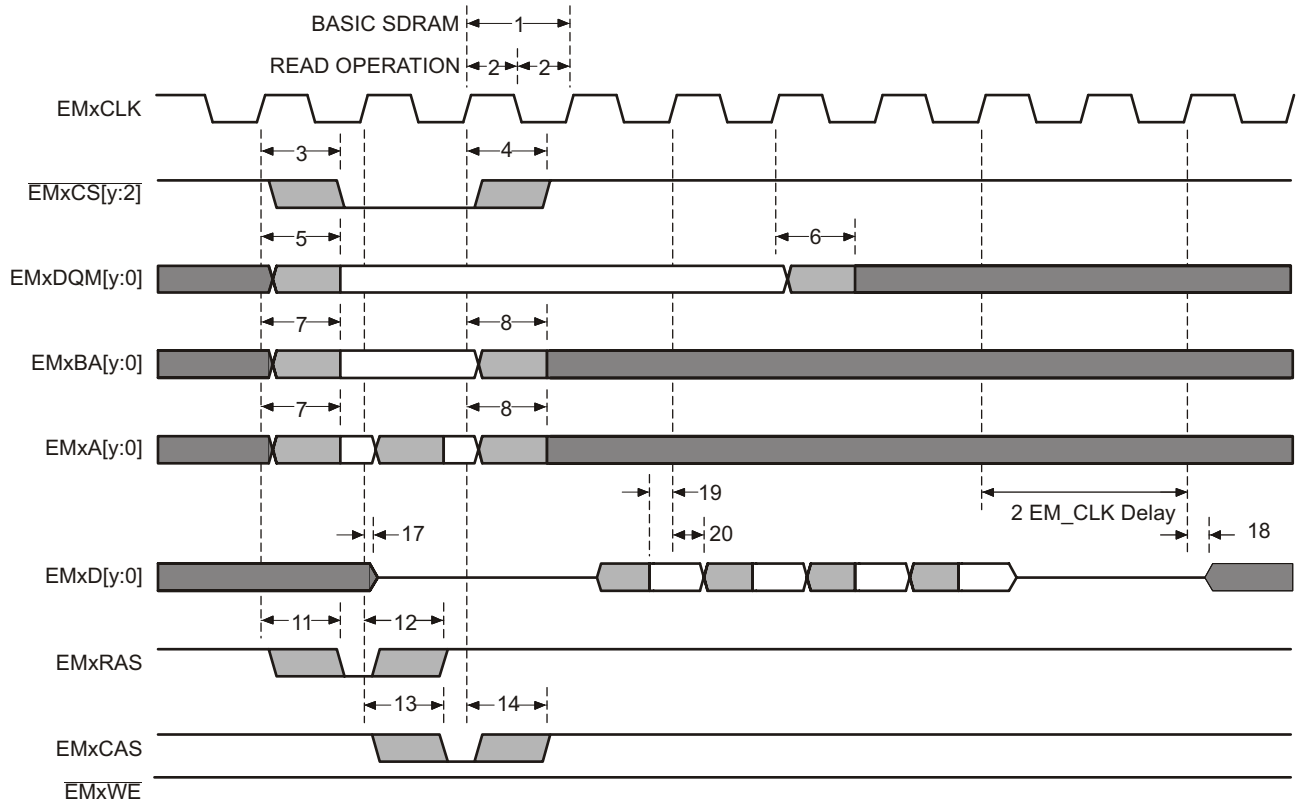 BASIC SDRAM
1
READ OPERATION
2 2
EMxCLK
3 4
EMxCS[y:2]
5 6
EMxDQM[y:0]
7 8
EMxBA[y:0]
7 8
EMxA[y:0]
19
2 EM_CLK Delay
17 20 18
EMxD[y:0]
11 12
EMxRAS
13 14
EMxCAS
EMxWE